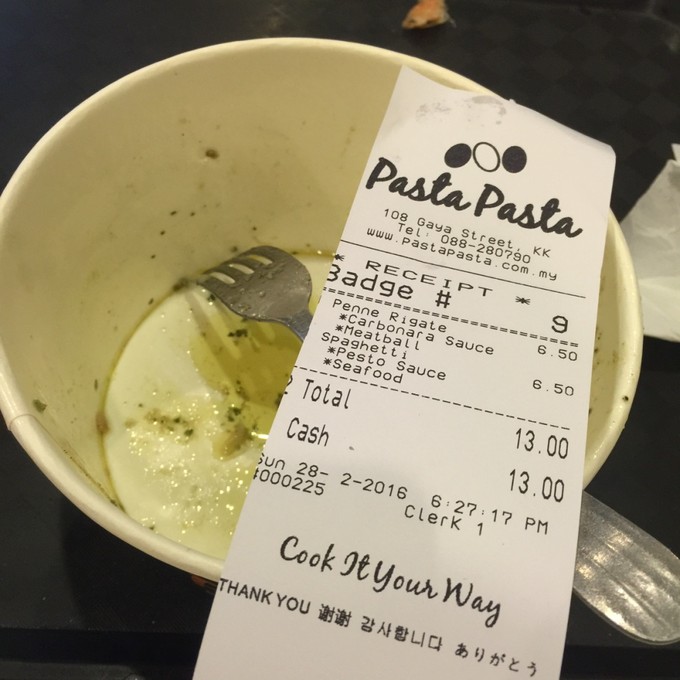 Pasta Pasta
108 Gaya Street, KK
Tel: 088-280790
www.pastapasta.com.my
* RECEIPT *
Badge # 9
Penne Rigate
*Carbonara Sauce 6.50
*Meatball
Spaghetti
*Pesto Sauce 6.50
*Seafood
2 Total 13.00
Cash 13.00
Sun 28- 2-2016 6:27:17 PM
#000225 Clerk 1
Cook It Your Way
THANK YOU 谢谢 감사합니다 ありがとう